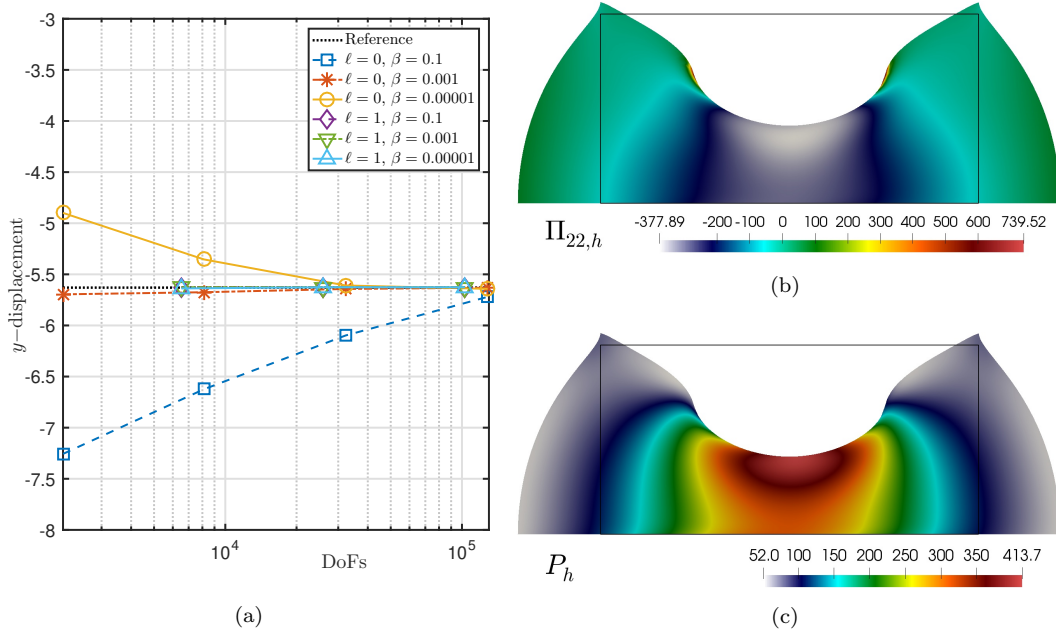 -3
-3.5
-4
-4.5
-5
-5.5
-6
-6.5
-7
-7.5
-8
y−displacement
10^4
10^5
DoFs
Reference
ℓ = 0, β = 0.1
ℓ = 0, β = 0.001
ℓ = 0, β = 0.00001
ℓ = 1, β = 0.1
ℓ = 1, β = 0.001
ℓ = 1, β = 0.00001
(a)
Π_{22,h}
-377.89 -200 -100 0 100 200 300 400 500 600 739.52
(b)
P_h
52.0 100 150 200 250 300 350 413.7
(c)